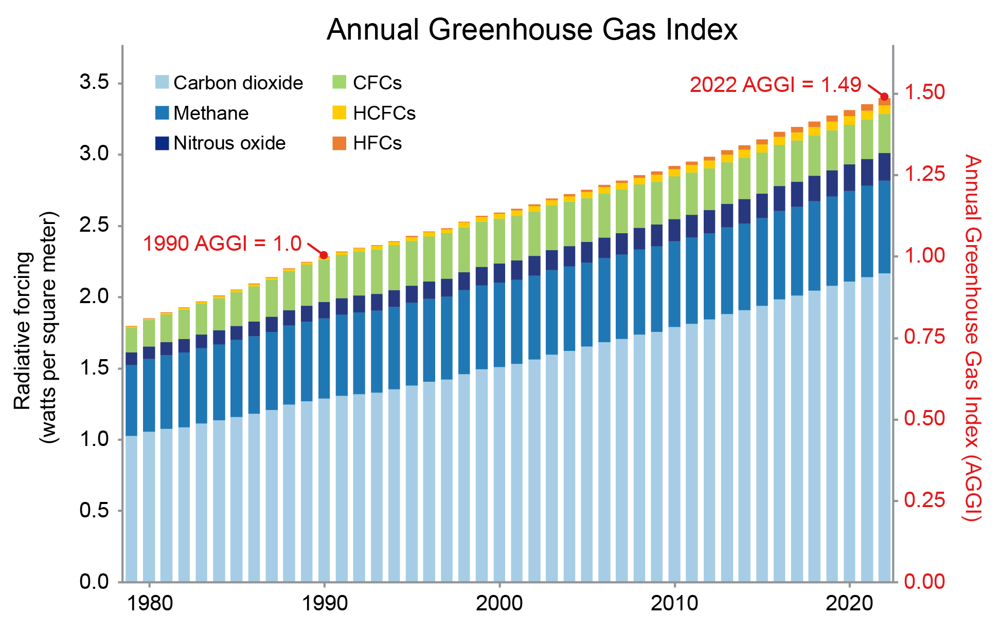 Annual Greenhouse Gas Index
Carbon dioxide
Methane
Nitrous oxide
CFCs
HCFCs
HFCs
2022 AGGI = 1.49
1990 AGGI = 1.0
Radiative forcing
(watts per square meter)
3.5
3.0
2.5
2.0
1.5
1.0
0.5
0.0
1980
1990
2000
2010
2020
1.50
1.25
1.00
0.75
0.50
0.25
0.00
Annual Greenhouse Gas Index (AGGI)